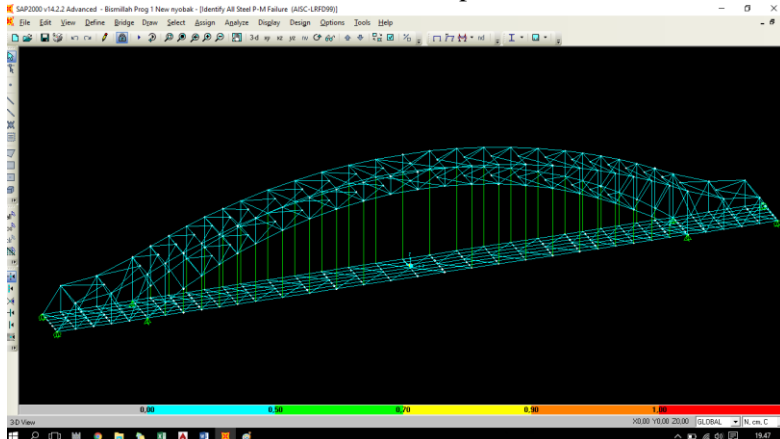 SAP2000 v14.2.2 Advanced - Bismillah Prog 1 New nyobak - [Identify All Steel P-M Failure (AISC-LRFD99)]
File Edit View Define Bridge Draw Select Assign Analyze Display Design Options Tools Help
3-d xy xz yz nv
nd
0,00 0,50 0,70 0,90 1,00
3-D View X0,00 Y0,00 Z0,00 GLOBAL N, cm, C
19.47